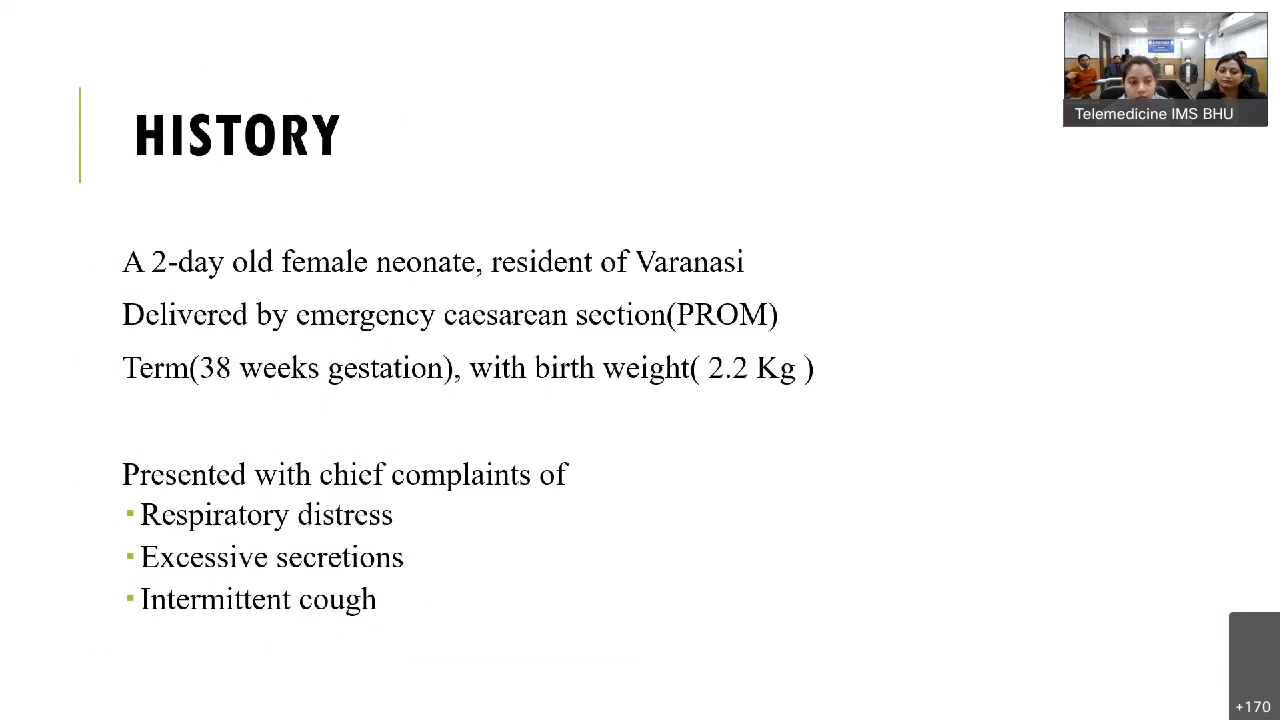 Telemedicine IMS BHU
HISTORY
A 2-day old female neonate, resident of Varanasi
Delivered by emergency caesarean section(PROM)
Term(38 weeks gestation), with birth weight( 2.2 Kg )
Presented with chief complaints of
▪ Respiratory distress
▪ Excessive secretions
▪ Intermittent cough
+170